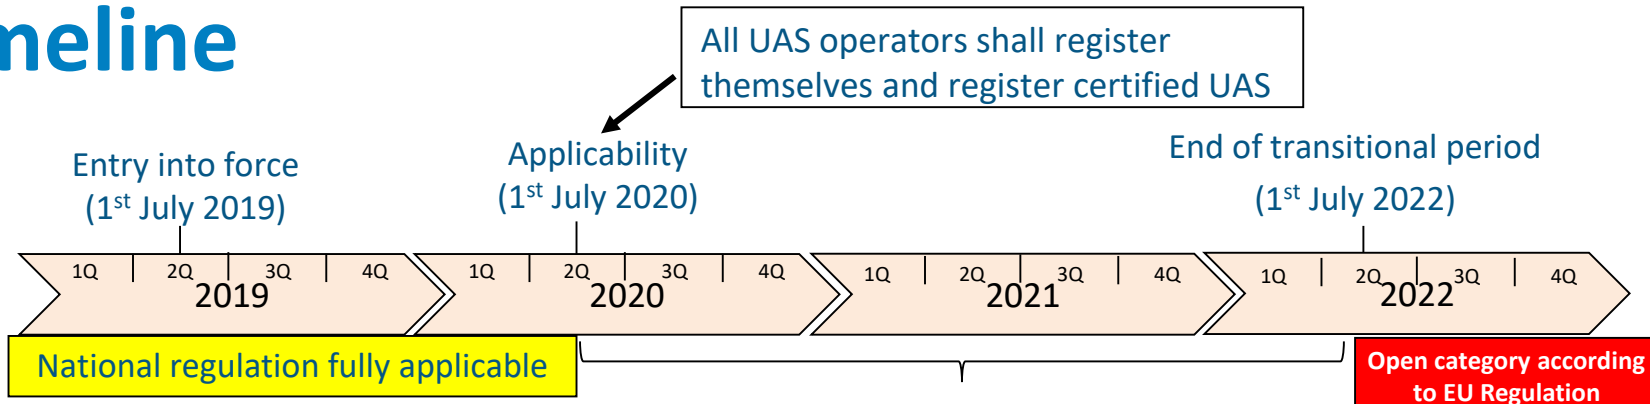 meline
All UAS operators shall register
themselves and register certified UAS
Entry into force
(1st July 2019)
Applicability
(1st July 2020)
End of transitional period
(1st July 2022)
1Q 2Q 3Q 4Q 1Q 2Q 3Q 4Q 1Q 2Q 3Q 4Q 1Q 2Q 3Q 4Q
2019 2020 2021 2022
National regulation fully applicable
Open category according
to EU Regulation